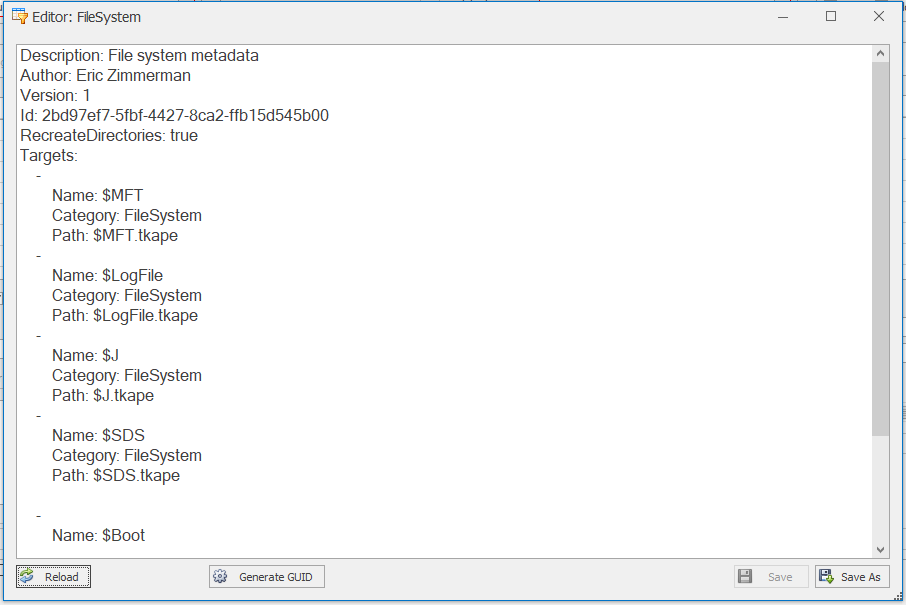 Editor: FileSystem
Description: File system metadata
Author: Eric Zimmerman
Version: 1
Id: 2bd97ef7-5fbf-4427-8ca2-ffb15d545b00
RecreateDirectories: true
Targets:
-
Name: $MFT
Category: FileSystem
Path: $MFT.tkape
-
Name: $LogFile
Category: FileSystem
Path: $LogFile.tkape
-
Name: $J
Category: FileSystem
Path: $J.tkape
-
Name: $SDS
Category: FileSystem
Path: $SDS.tkape
-
Name: $Boot
Reload Generate GUID Save Save As